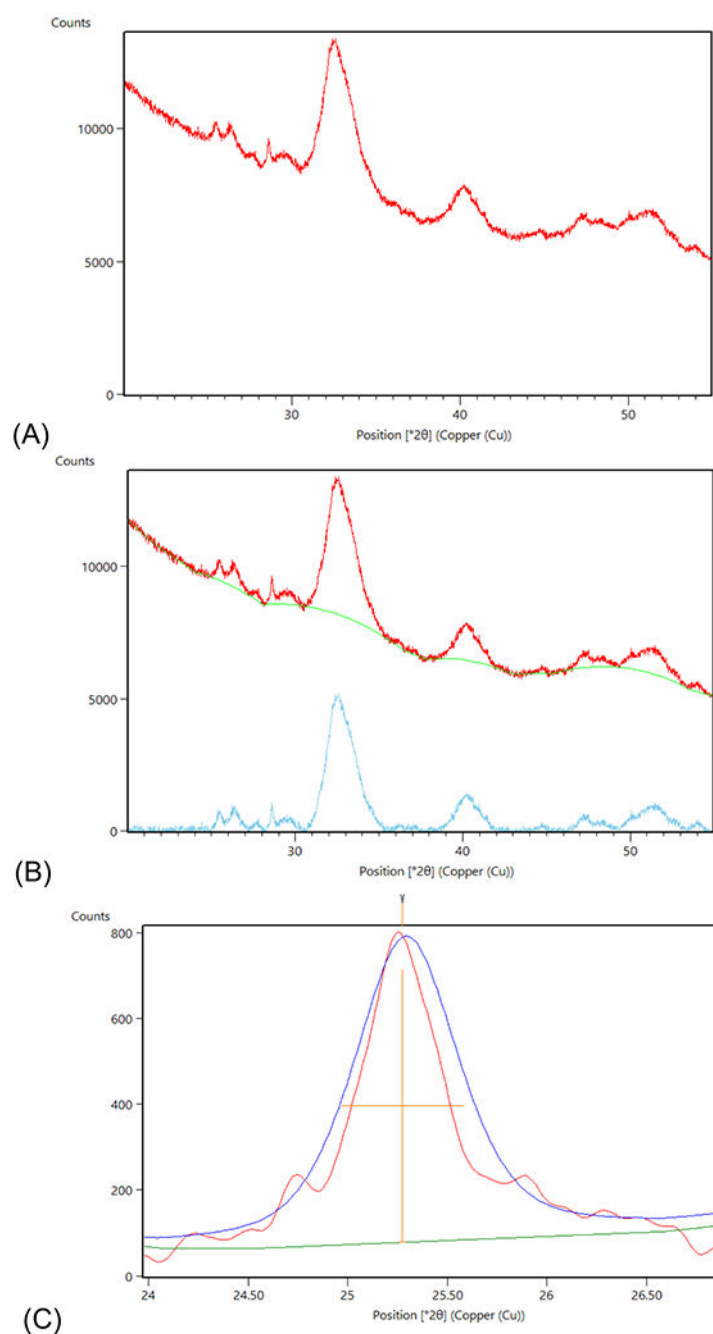 Counts
10000
5000
0
30 40 50
Position [°2θ] (Copper (Cu))
(A)
Counts
10000
5000
0
30 40 50
Position [°2θ] (Copper (Cu))
(B)
Counts
800
600
400
200
0
24 24.50 25 25.50 26 26.50
Position [°2θ] (Copper (Cu))
(C)